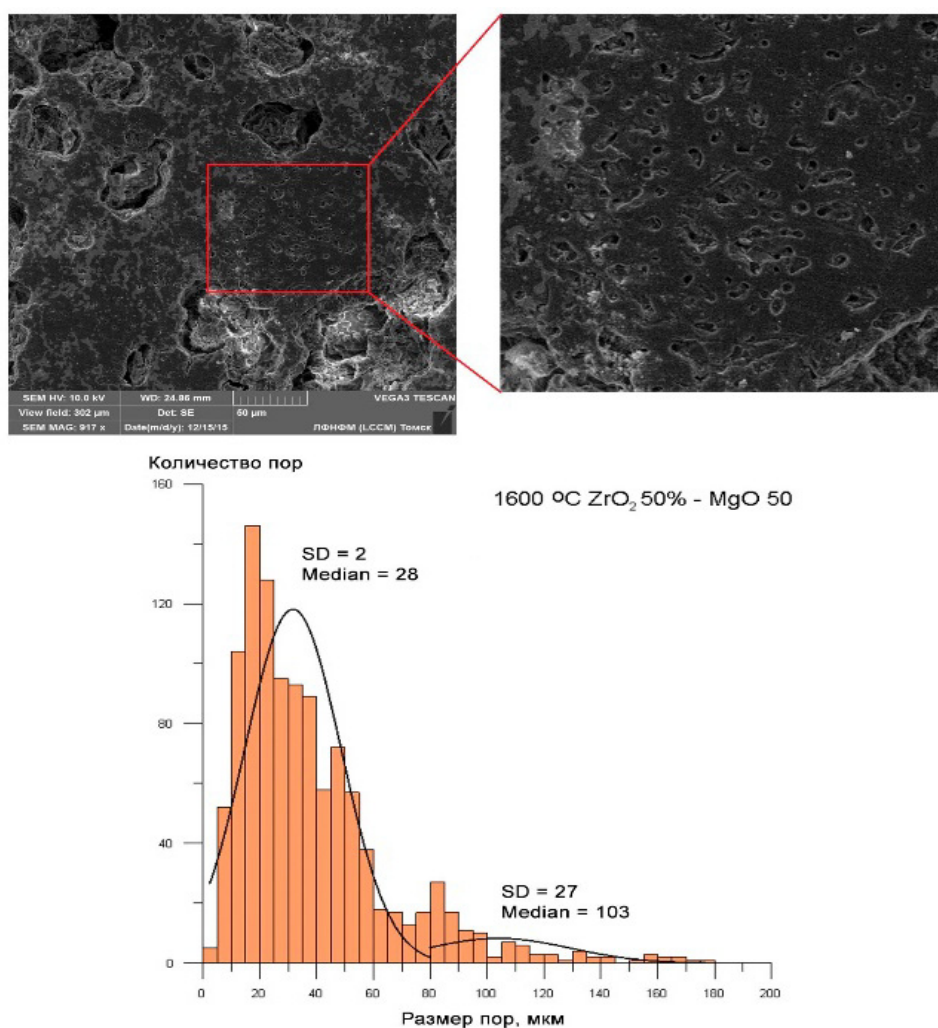 SEM HV: 10.0 kV WD: 24.86 mm VEGA3 TESCAN
View field: 302 µm Det: SE 50 µm
SEM MAG: 917 x Date(m/d/y): 12/15/15 ЛФНФМ (LCCM) Томск
Количество пор
1600 ºC ZrO₂ 50% - MgO 50
SD = 2
Median = 28
SD = 27
Median = 103
160
120
80
40
0
0 20 40 60 80 100 120 140 160 180 200
Размер пор, мкм